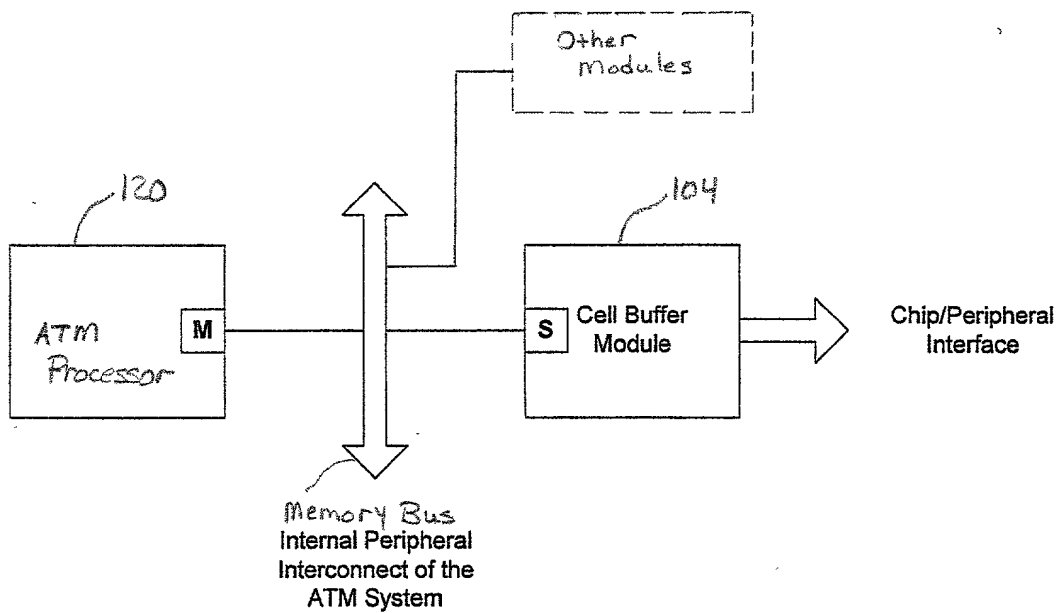 Other
Modules
120
104
ATM
Processor
M
S
Cell Buffer
Module
Chip/Peripheral
Interface
Memory Bus
Internal Peripheral
Interconnect of the
ATM System